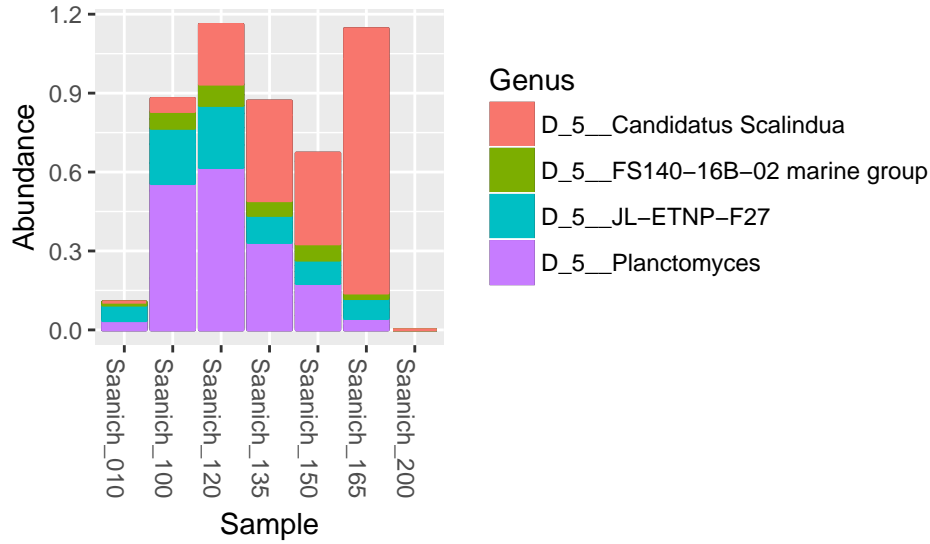 1.2
0.9
0.6
0.3
0.0
Abundance
Saanich_010
Saanich_100
Saanich_120
Saanich_135
Saanich_150
Saanich_165
Saanich_200
Sample
Genus
D_5__Candidatus Scalindua
D_5__FS140−16B−02 marine group
D_5__JL−ETNP−F27
D_5__Planctomyces